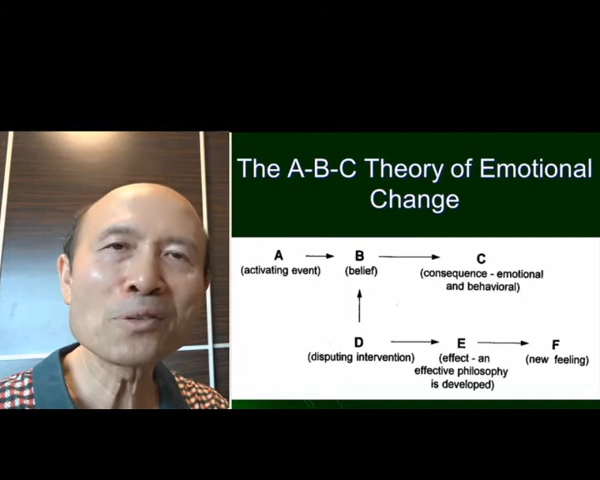 The A-B-C Theory of Emotional
Change
A B C
(activating event) (belief) (consequence - emotional
and behavioral)
D E F
(disputing intervention) (effect - an (new feeling)
effective philosophy
is developed)